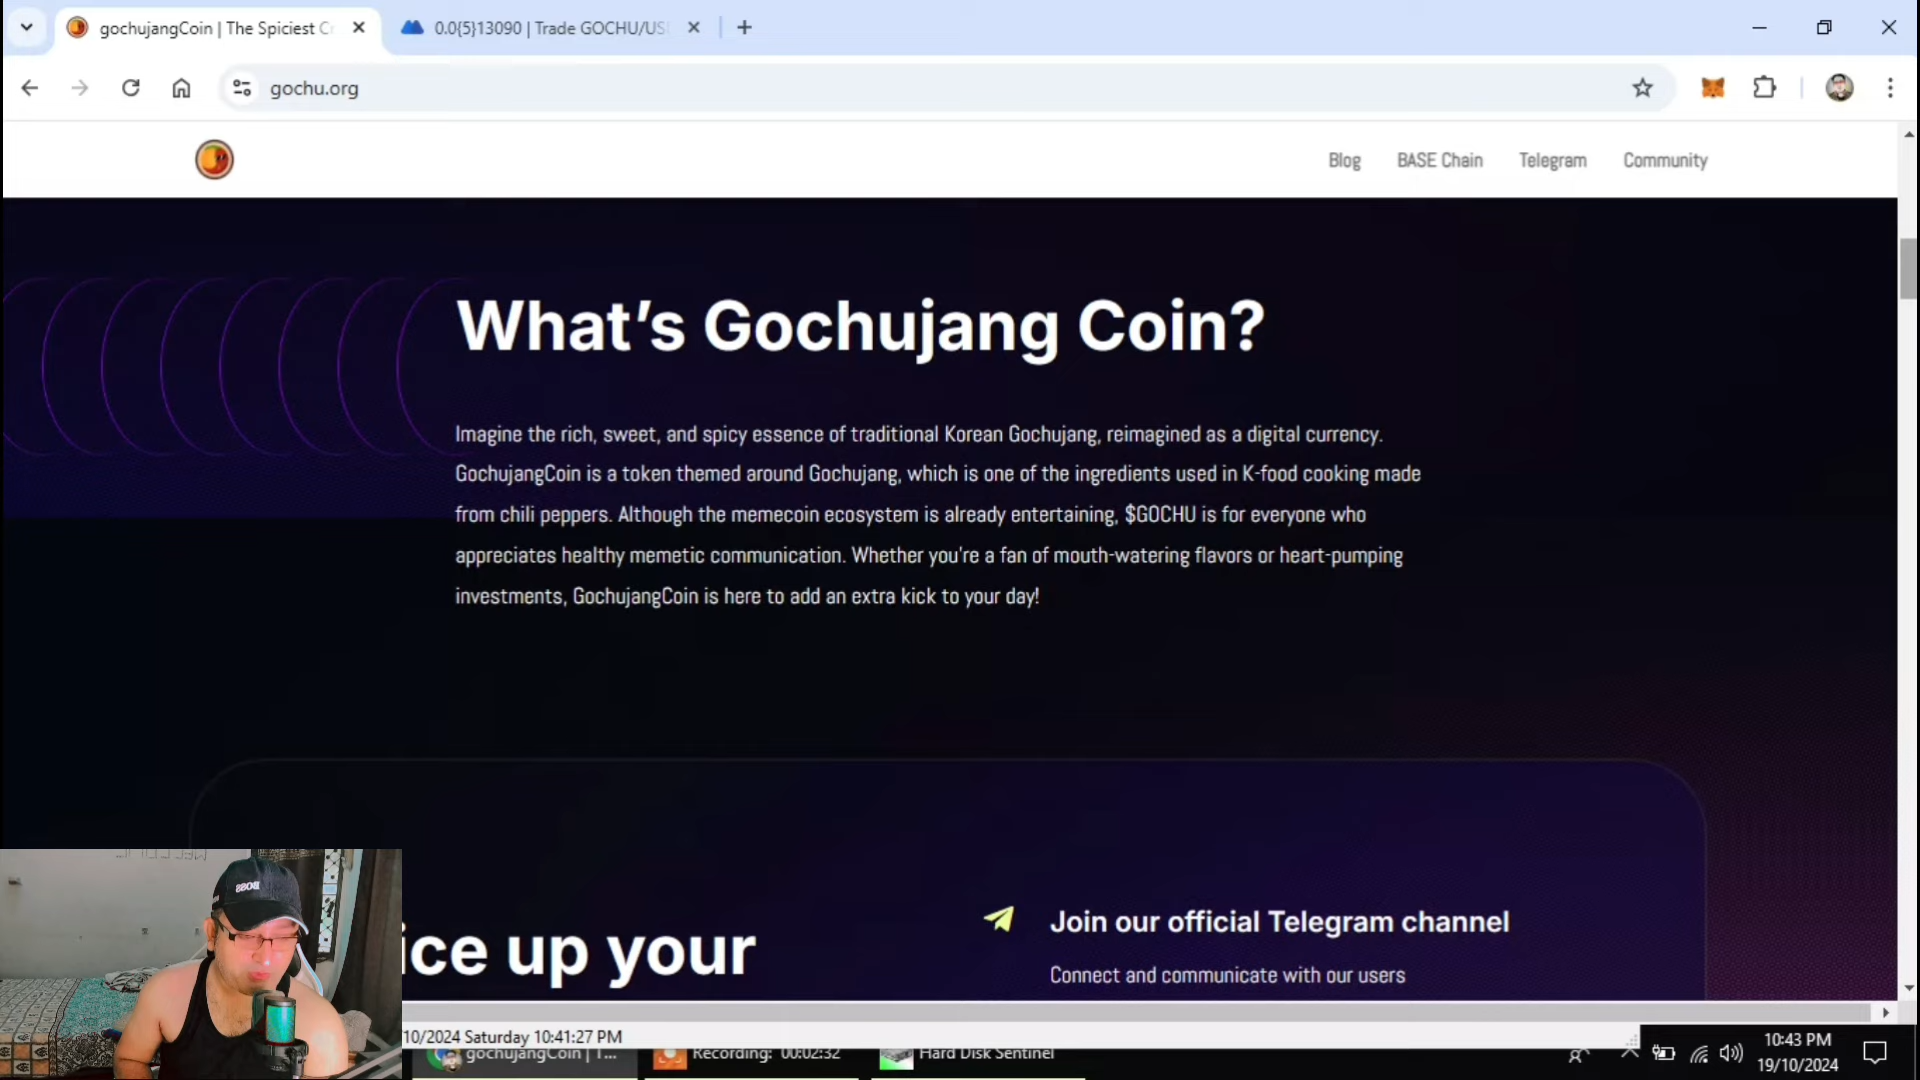 gochujangCoin | The Spiciest Cr
0.0{5}13090 | Trade GOCHU/US
gochu.org
Blog
BASE Chain
Telegram
Community
What's Gochujang Coin?
Imagine the rich, sweet, and spicy essence of traditional Korean Gochujang, reimagined as a digital currency.
GochujangCoin is a token themed around Gochujang, which is one of the ingredients used in K-food cooking made
from chili peppers. Although the memecoin ecosystem is already entertaining, $GOCHU is for everyone who
appreciates healthy memetic communication. Whether you're a fan of mouth-watering flavors or heart-pumping
investments, GochujangCoin is here to add an extra kick to your day!
ice up your
Join our official Telegram channel
Connect and communicate with our users
BOSS
/10/2024 Saturday 10:41:27 PM
gochujangCoin | T...
Recording: 00:02:32
Hard Disk Sentinel
10:43 PM
19/10/2024